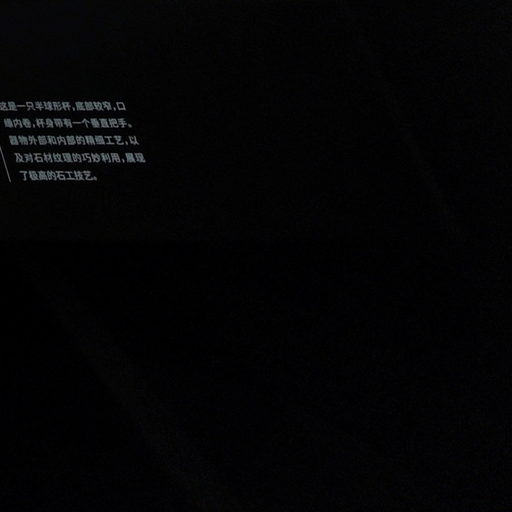 这是一只半球形杯,底部较窄,口
缘内卷,杯身带有一个垂直把手。
器物外部和内部的精细工艺,以
及对石材纹理的巧妙利用,展现
了极高的石工技艺。